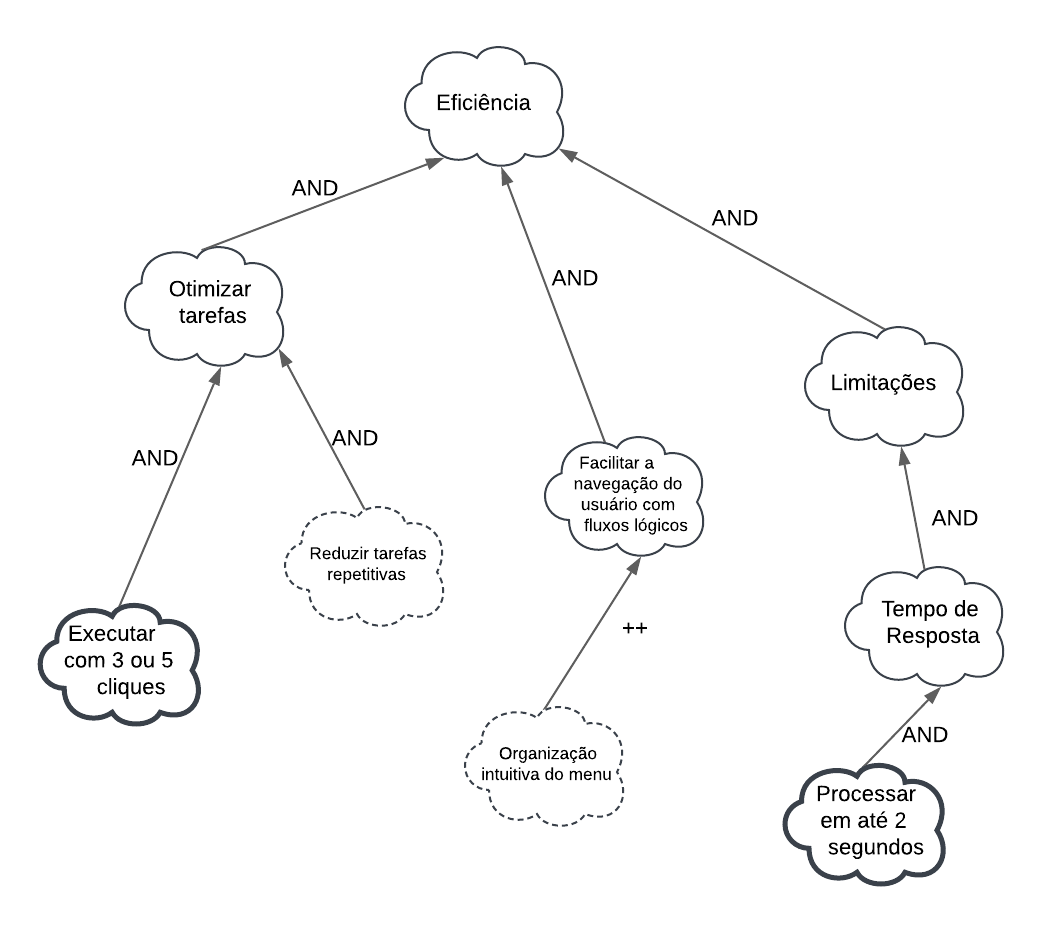 Eficiência
AND
AND
AND
Otimizar
tarefas
Limitações
AND
AND
Facilitar a
navegação do
usuário com
fluxos lógicos
AND
Reduzir tarefas
repetitivas
Executar
com 3 ou 5
cliques
++
Tempo de
Resposta
Organização
intuitiva do menu
AND
Processar
em até 2
segundos